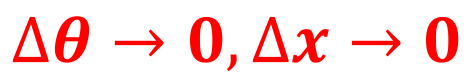 Δθ → 0, Δx → 0